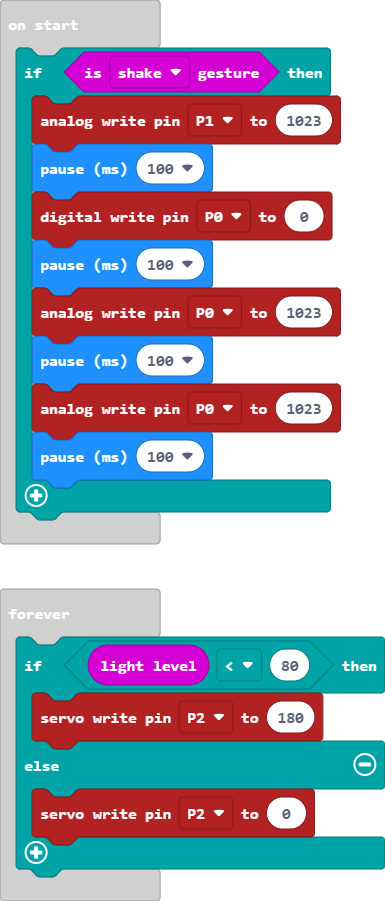 on start
if is shake gesture then
analog write pin P1 to 1023
pause (ms) 100
digital write pin P0 to 0
pause (ms) 100
analog write pin P0 to 1023
pause (ms) 100
analog write pin P0 to 1023
pause (ms) 100
forever
if light level < 80 then
servo write pin P2 to 180
else
servo write pin P2 to 0